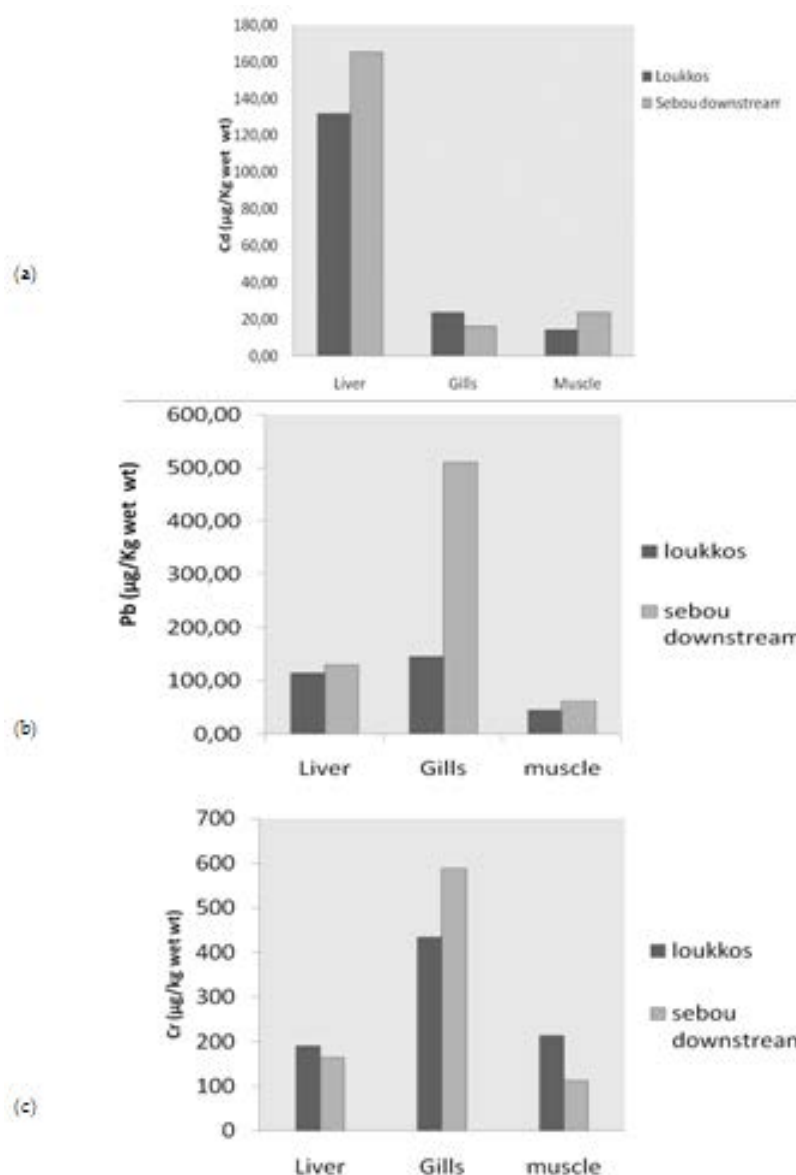 180,00
160,00
140,00
120,00
100,00
80,00
60,00
40,00
20,00
0,00
Cd (µg/Kg wet wt)
Liver Gills Muscle
Loukkos
Sebou downstream
(a)
600,00
500,00
400,00
300,00
200,00
100,00
0,00
Pb (µg/Kg wet wt)
Liver Gills muscle
loukkos
sebou
downstream
(b)
700
600
500
400
300
200
100
0
Cr (µg/kg wet wt)
Liver Gills muscle
loukkos
sebou
downstream
(c)